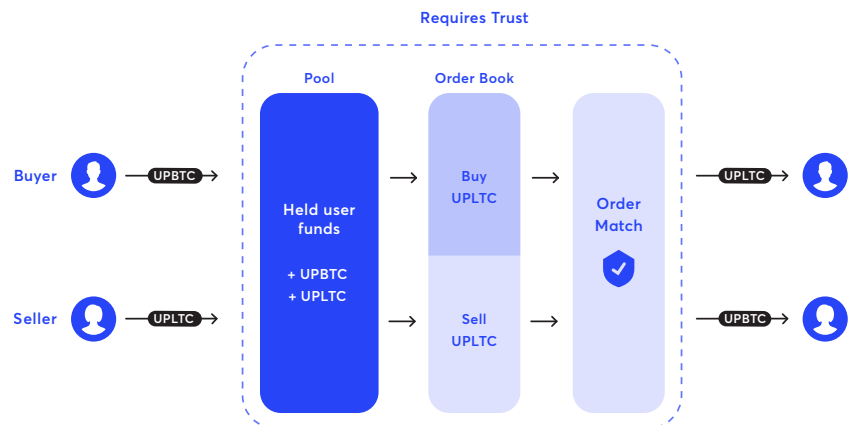 Requires Trust
Pool
Order Book
Buyer
UPBTC
Held user
funds
+ UPBTC
+ UPLTC
Buy
UPLTC
Order
Match
UPLTC
Seller
UPLTC
Sell
UPLTC
UPBTC